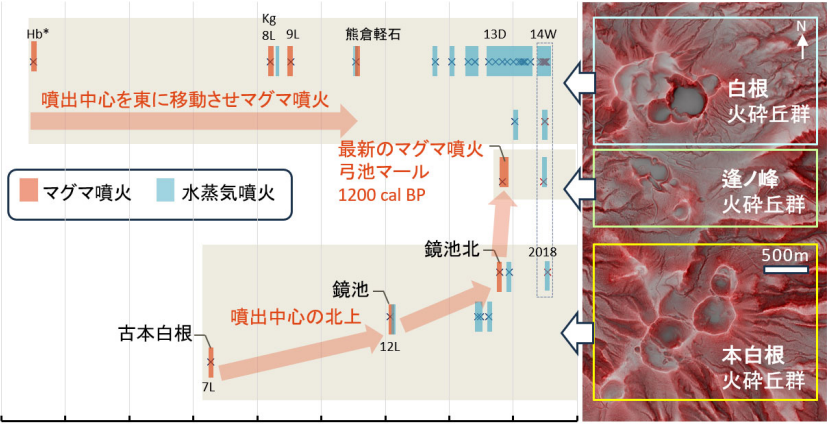 Hb*
Kg
8L
9L
熊倉軽石
13D
14W
噴出中心を東に移動させマグマ噴火
最新のマグマ噴火
弓池マール
1200 cal BP
マグマ噴火
水蒸気噴火
鏡池北
2018
鏡池
噴出中心の北上
古本白根
12L
7L
N
白根
火砕丘群
逢ノ峰
火砕丘群
500m
本白根
火砕丘群